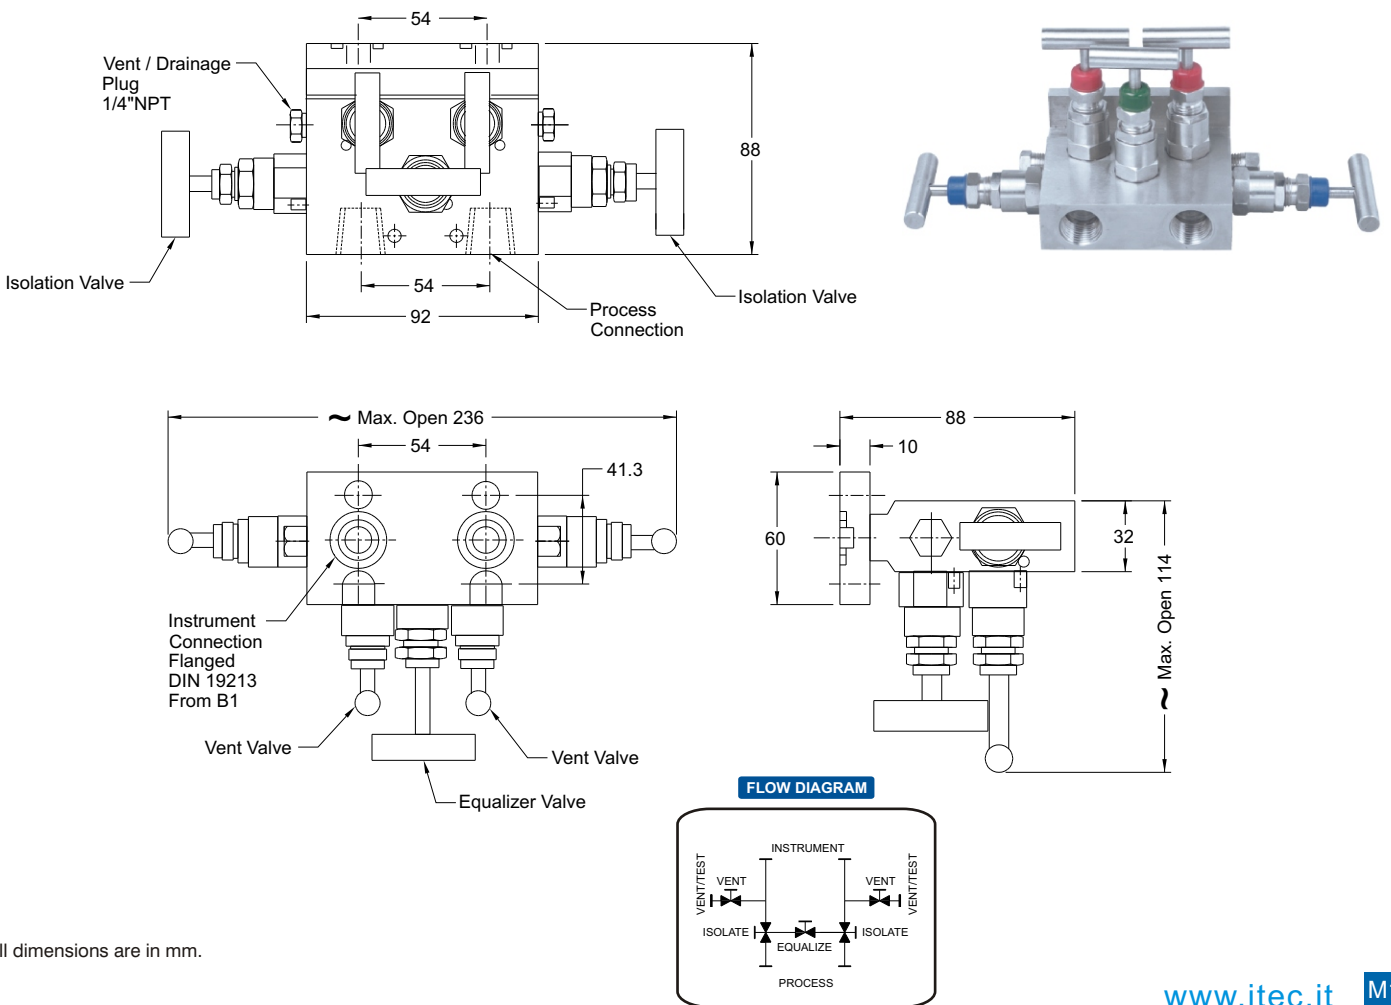 54
Vent / Drainage
Plug
1/4"NPT
88
Isolation Valve
54
Isolation Valve
92
Process
Connection
~ Max. Open 236
54
41.3
88
10
60
32
~ Max. Open 114
Instrument
Connection
Flanged
DIN 19213
From B1
Vent Valve
Vent Valve
Equalizer Valve
FLOW DIAGRAM
INSTRUMENT
VENT/TEST
VENT
VENT
VENT/TEST
ISOLATE
EQUALIZE
ISOLATE
PROCESS
ll dimensions are in mm.
www.itec.it
M